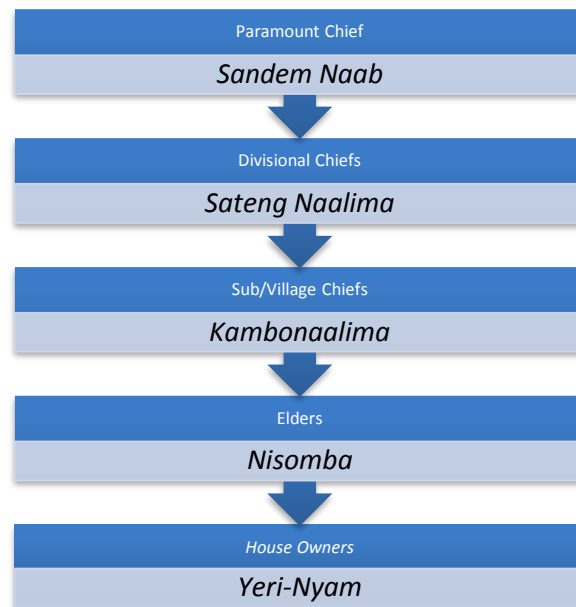 Paramount Chief
Sandem Naab
Divisional Chiefs
Sateng Naalima
Sub/Village Chiefs
Kambonaalima
Elders
Nisomba
House Owners
Yeri-Nyam